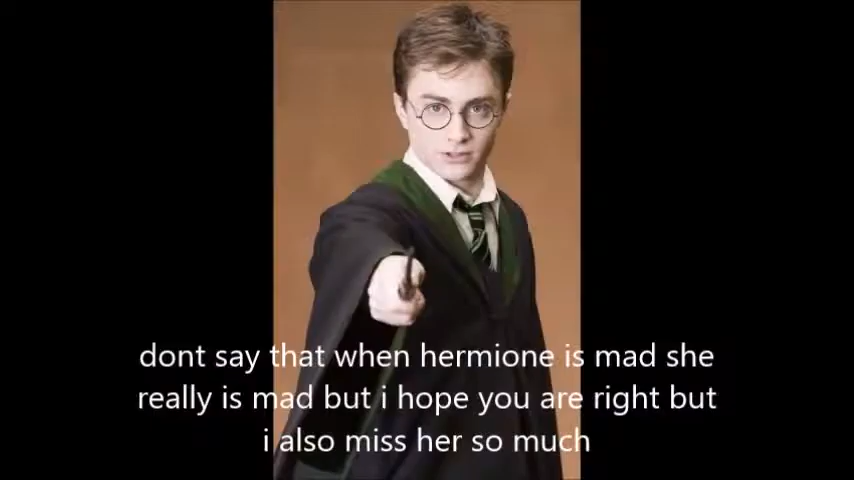 dont say that when hermione is mad she
really is mad but i hope you are right but
i also miss her so much